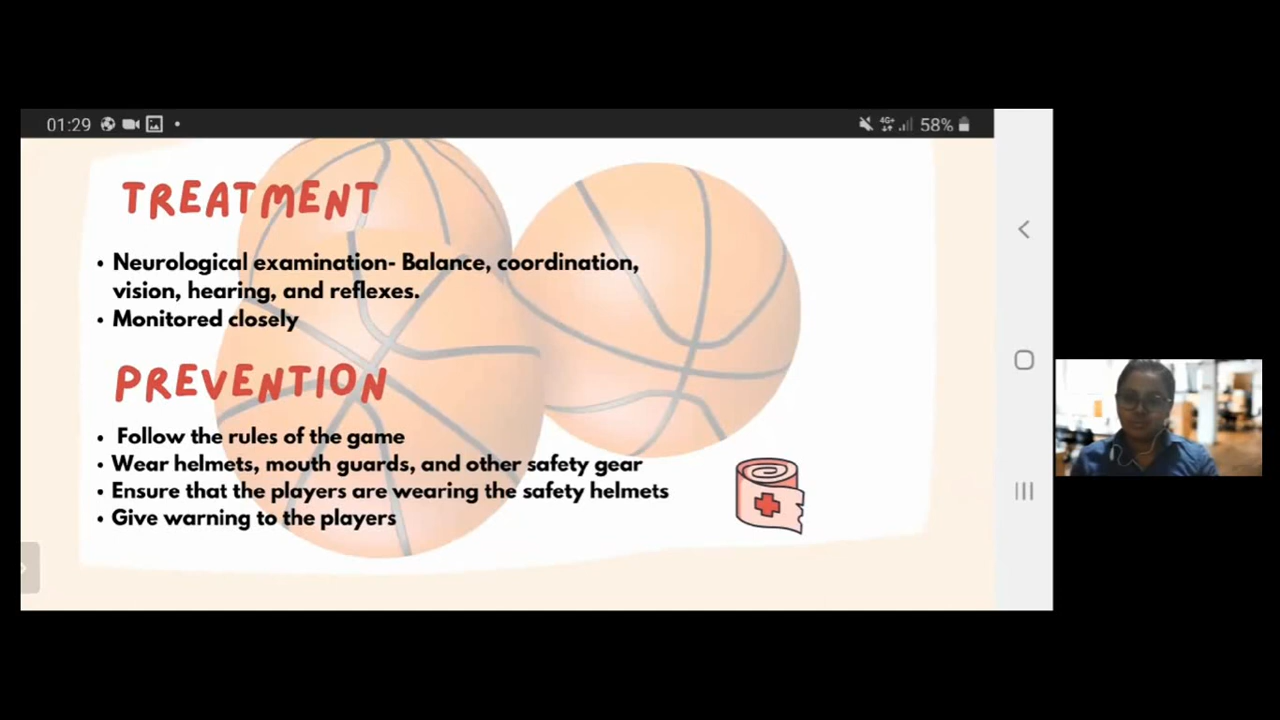 01:29
4G+
58%
TREATMENT
• Neurological examination- Balance, coordination,
vision, hearing, and reflexes.
• Monitored closely
PREVENTION
• Follow the rules of the game
• Wear helmets, mouth guards, and other safety gear
• Ensure that the players are wearing the safety helmets
• Give warning to the players